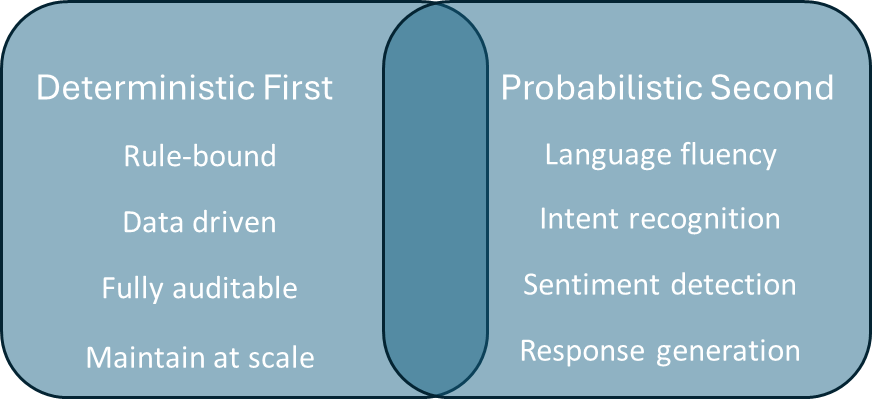 Deterministic First
Rule-bound
Data driven
Fully auditable
Maintain at scale
Probabilistic Second
Language fluency
Intent recognition
Sentiment detection
Response generation